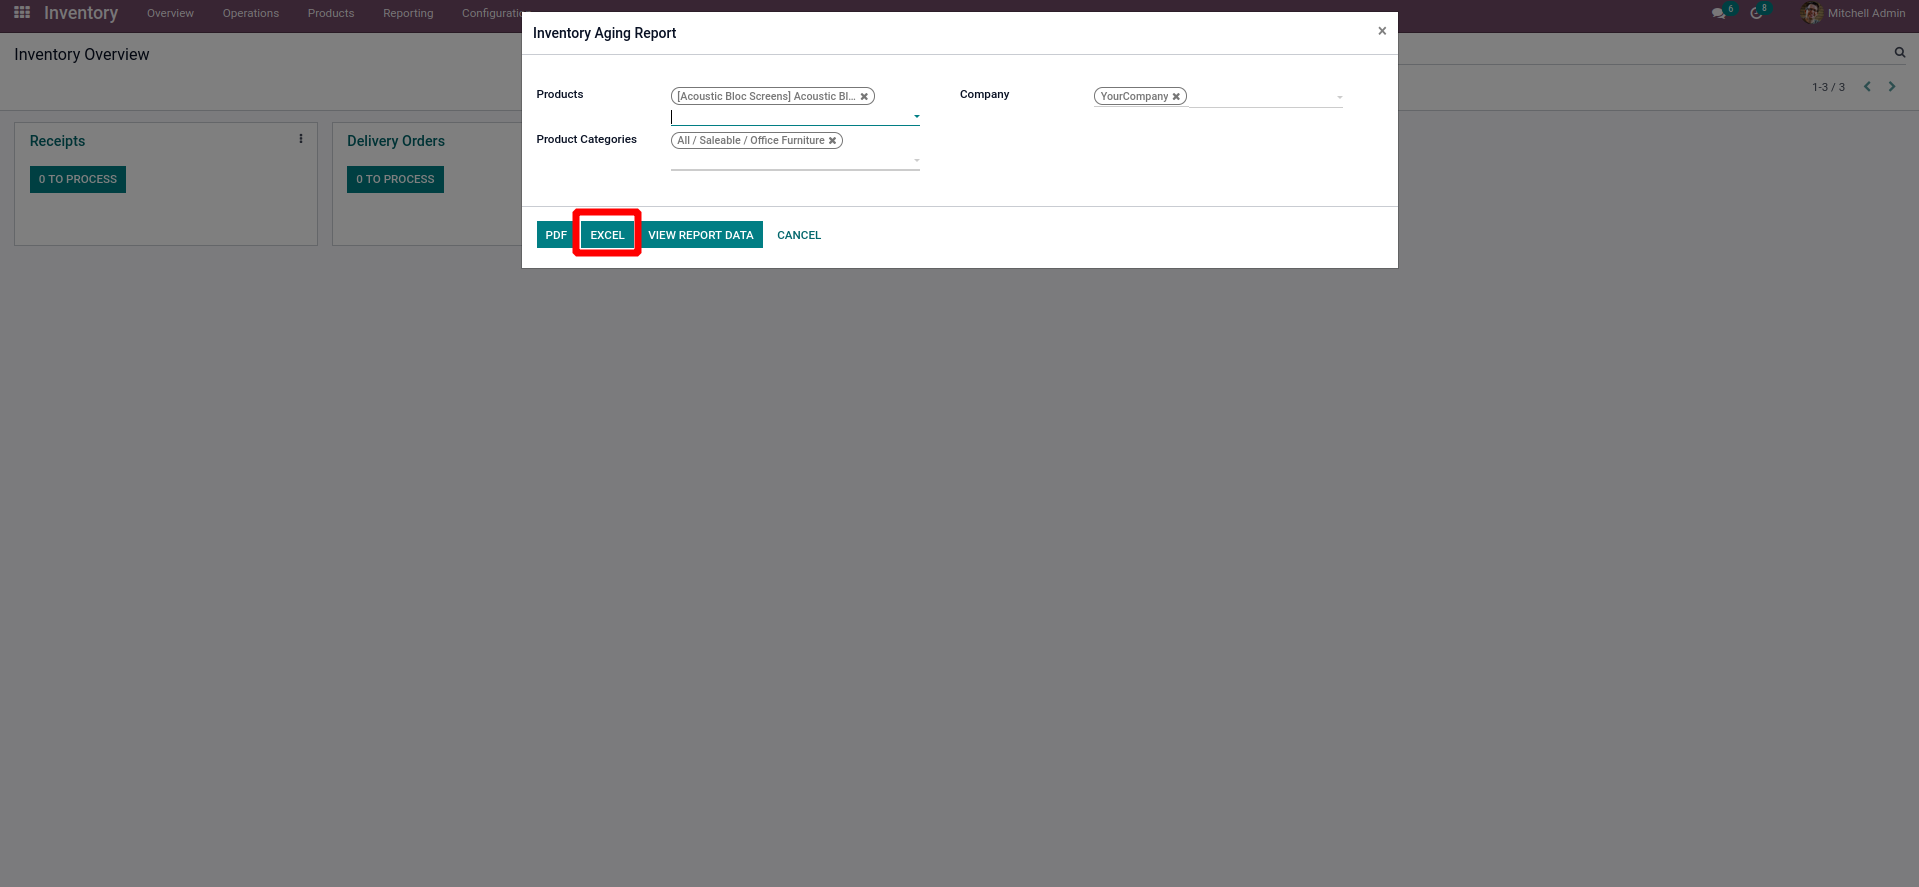 Inventory Overview Operations Products Reporting Configuratio 6 8 Mitchell Admin
Inventory Overview
1-3 / 3
Receipts
0 TO PROCESS
Delivery Orders
0 TO PROCESS
Inventory Aging Report ×
Products [Acoustic Bloc Screens] Acoustic Bl...
Company YourCompany
Product Categories All / Saleable / Office Furniture
PDF EXCEL VIEW REPORT DATA CANCEL